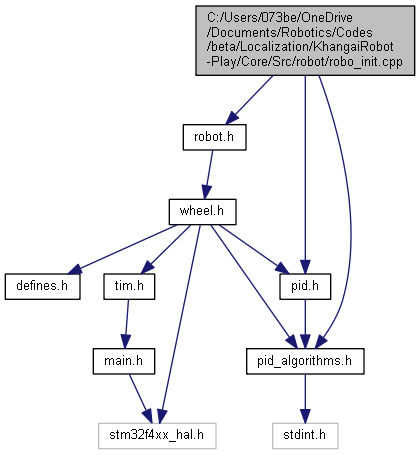 C:/Users/073be/OneDrive
/Documents/Robotics/Codes
/beta/Localization/KhangaiRobot
-Play/Core/Src/robot/robo_init.cpp
robot.h
wheel.h
defines.h
tim.h
pid.h
main.h
pid_algorithms.h
stm32f4xx_hal.h
stdint.h